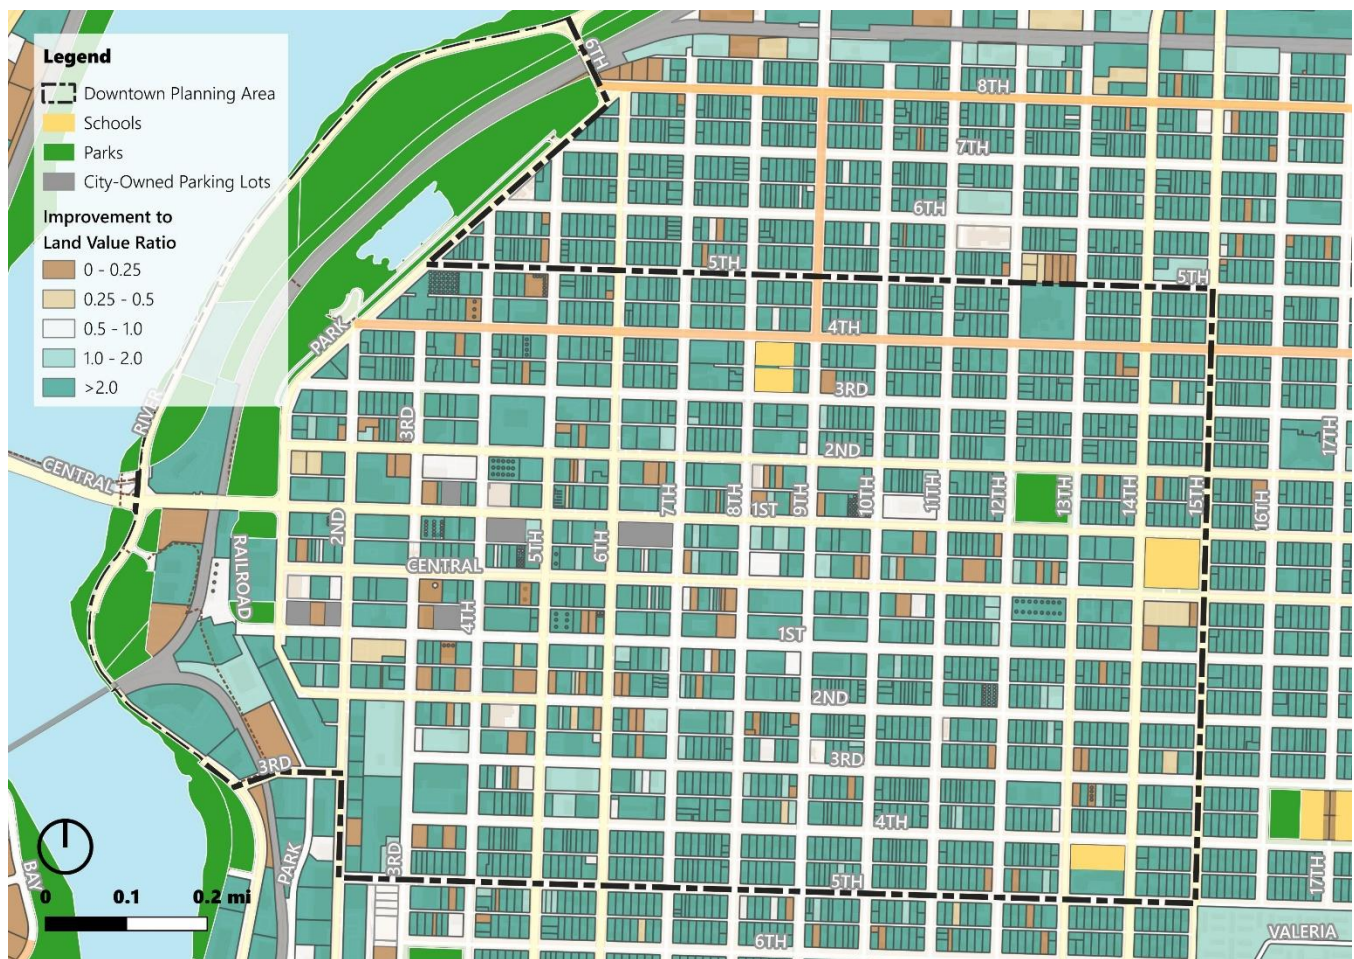 Legend
Downtown Planning Area
Schools
Parks
City-Owned Parking Lots
Improvement to
Land Value Ratio
0 - 0.25
0.25 - 0.5
0.5 - 1.0
1.0 - 2.0
>2.0
6TH
8TH
7TH
6TH
5TH
5TH
PARK
4TH
3RD
RIVER
3RD
2ND
17TH
CENTRAL
2ND
7TH
8TH
1ST
9TH
10TH
11TH
12TH
13TH
14TH
15TH
16TH
5TH
6TH
RAILROAD
CENTRAL
4TH
1ST
2ND
3RD
3RD
4TH
PARK
3RD
BAY
5TH
17TH
6TH
VALERIA
0
0.1
0.2 mi